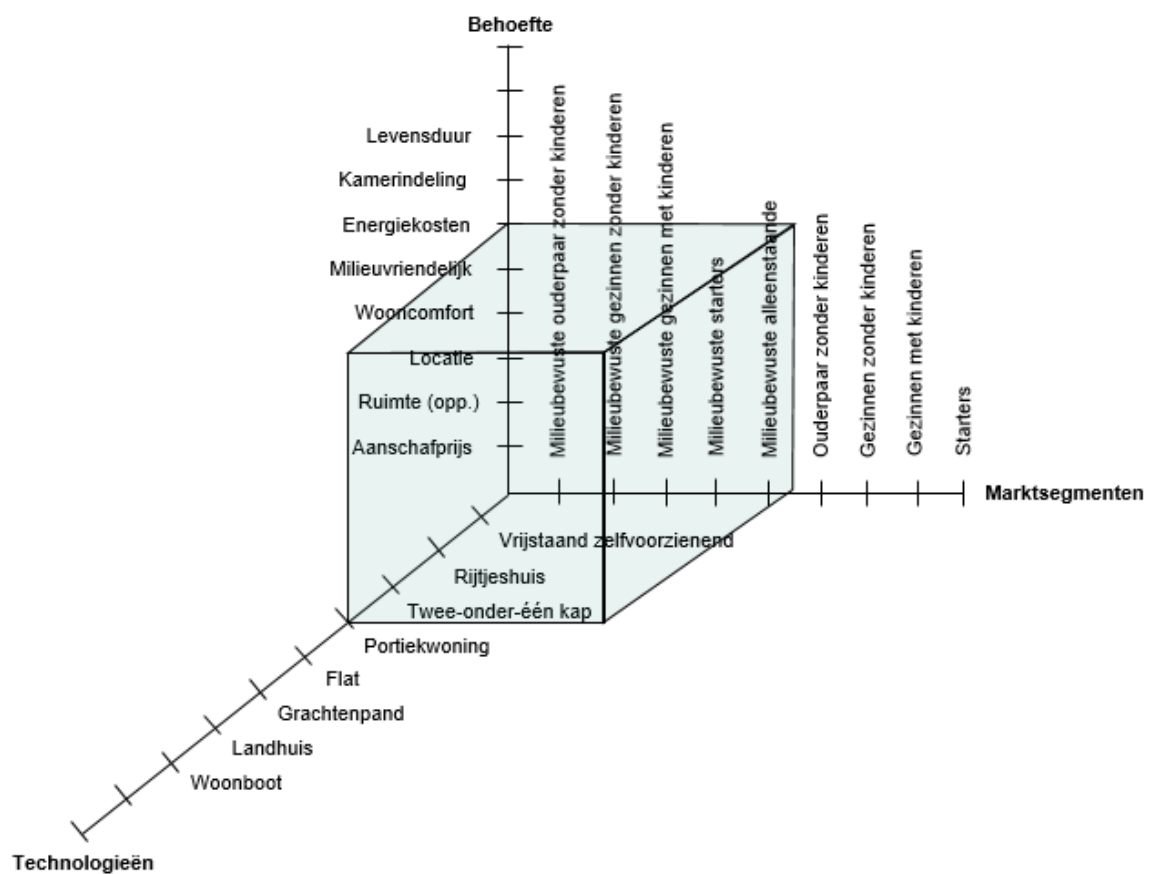 Behoefte
Levensduur
Kamerindeling
Energiekosten
Milieuvriendelijk
Wooncomfort
Locatie
Ruimte (opp.)
Aanschafprijs
Milieubewuste ouderpaar zonder kinderen
Milieubewuste gezinnen zonder kinderen
Milieubewuste gezinnen met kinderen
Milieubewuste starters
Milieubewuste alleenstaande
Ouderpaar zonder kinderen
Gezinnen zonder kinderen
Gezinnen met kinderen
Starters
Marktsegmenten
Vrijstaand zelfvoorzienend
Rijtjeshuis
Twee-onder-één kap
Portiekwoning
Flat
Grachtenpand
Landhuis
Woonboot
Technologieën